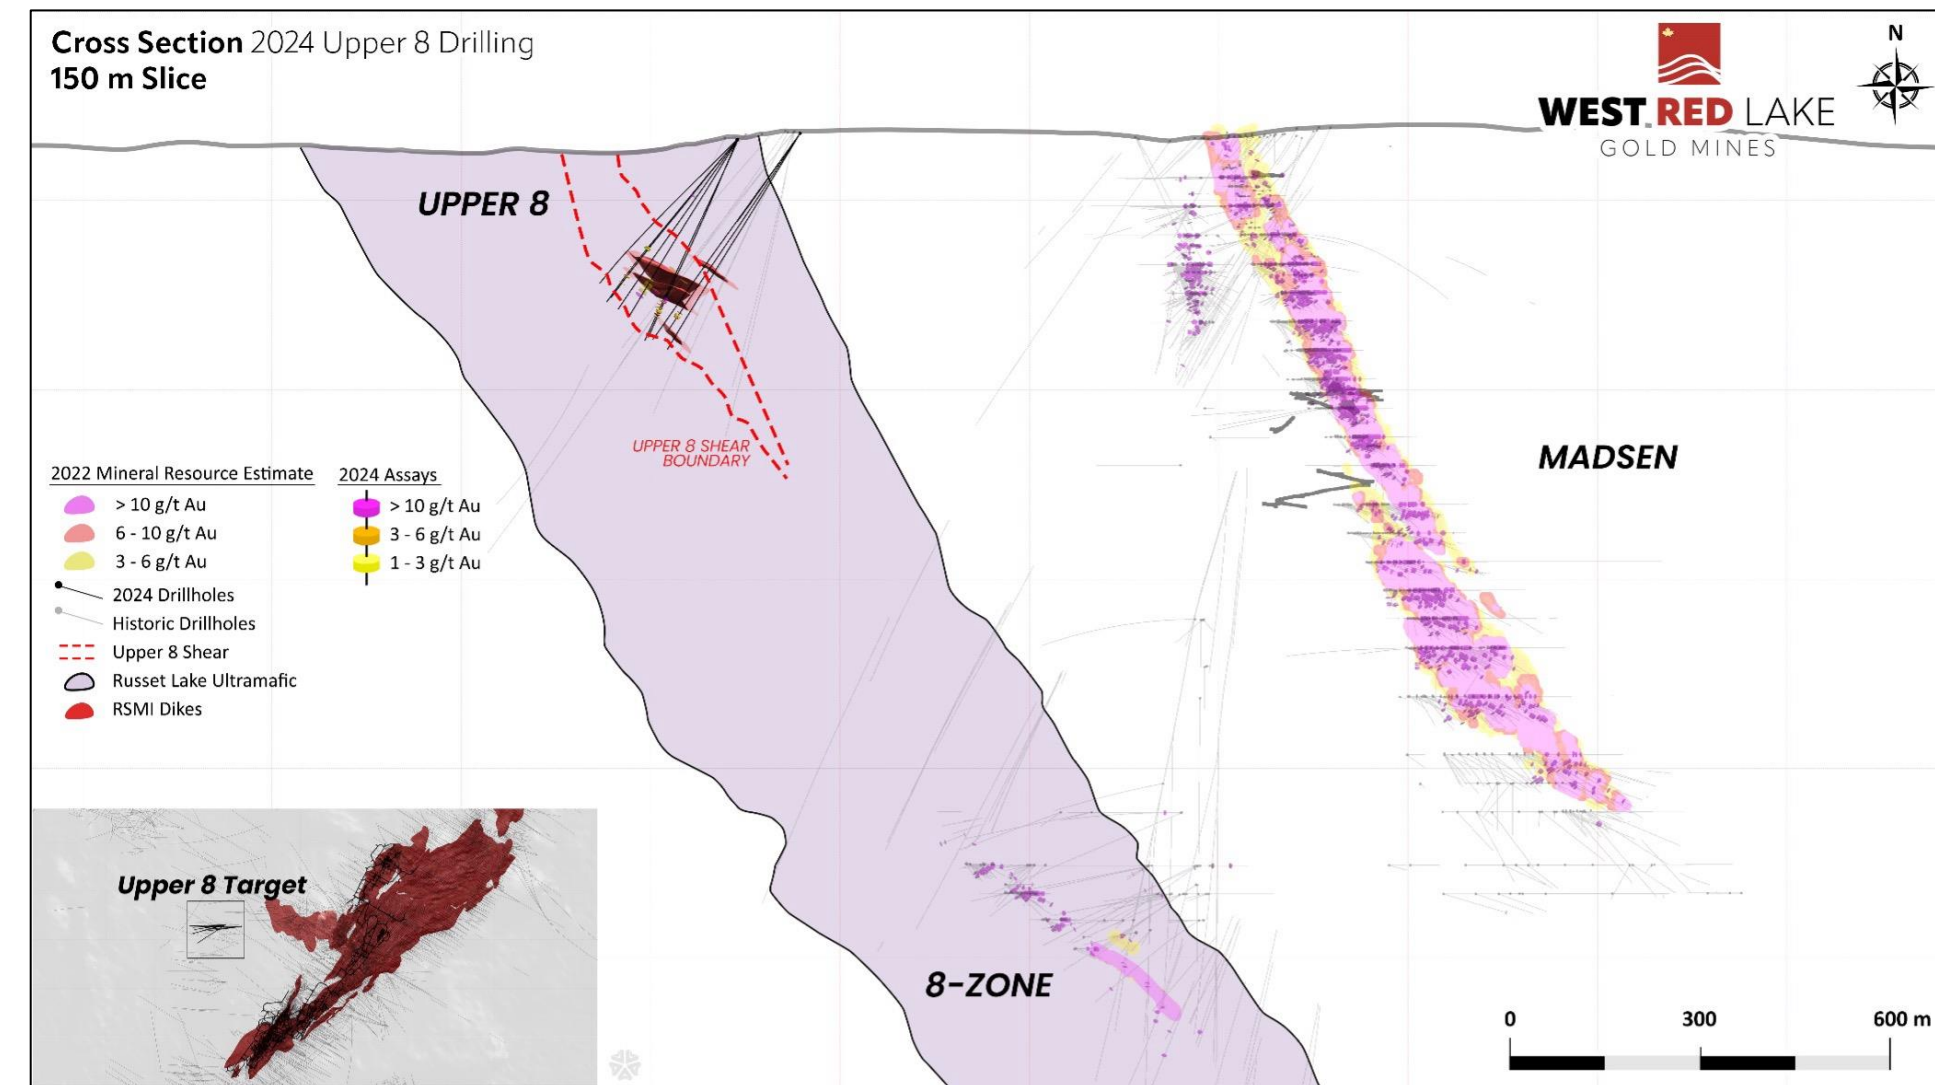 Cross Section 2024 Upper 8 Drilling
150 m Slice
WEST RED LAKE
GOLD MINES
N
UPPER 8
UPPER 8 SHEAR
BOUNDARY
MADSEN
2022 Mineral Resource Estimate
> 10 g/t Au
6 - 10 g/t Au
3 - 6 g/t Au
2024 Drillholes
Historic Drillholes
Upper 8 Shear
Russet Lake Ultramafic
RSMI Dikes
2024 Assays
> 10 g/t Au
3 - 6 g/t Au
1 - 3 g/t Au
Upper 8 Target
8-ZONE
0 300 600 m